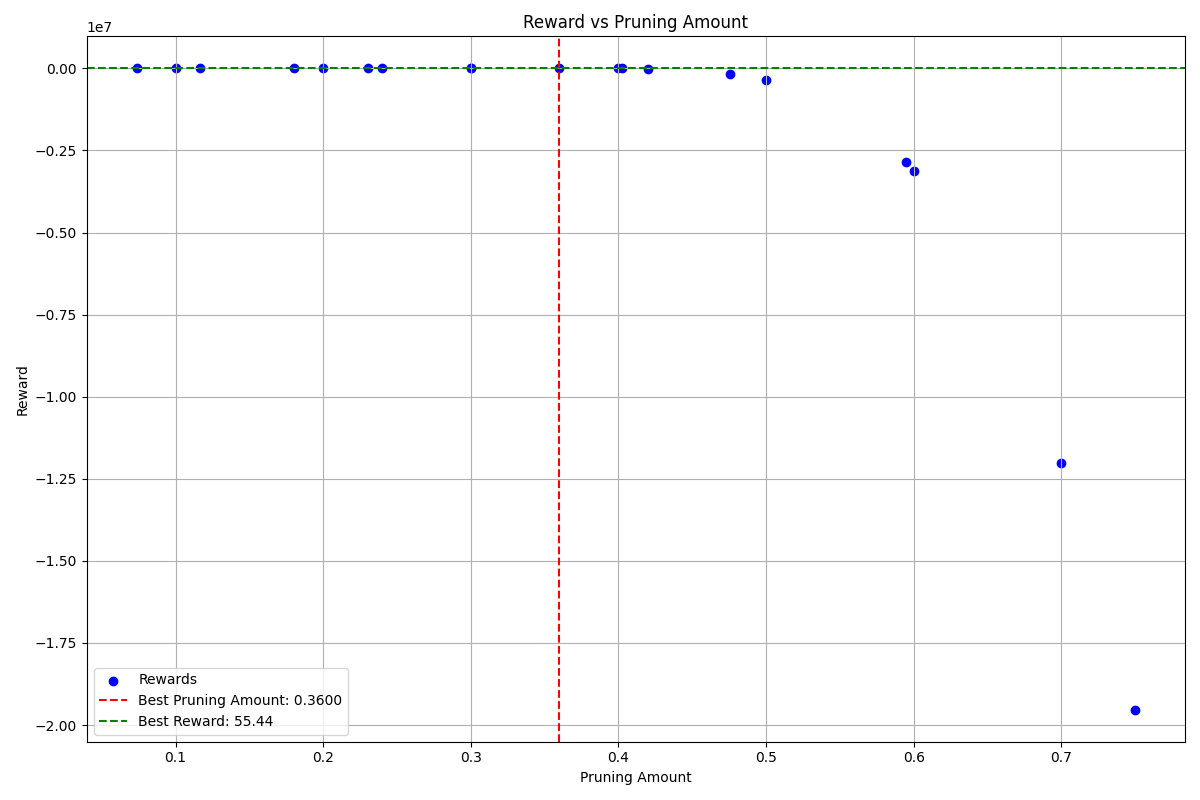 Reward vs Pruning Amount
1e7
0.00
−0.25
−0.50
−0.75
−1.00
−1.25
−1.50
−1.75
−2.00
Reward
Rewards
Best Pruning Amount: 0.3600
Best Reward: 55.44
0.1 0.2 0.3 0.4 0.5 0.6 0.7
Pruning Amount